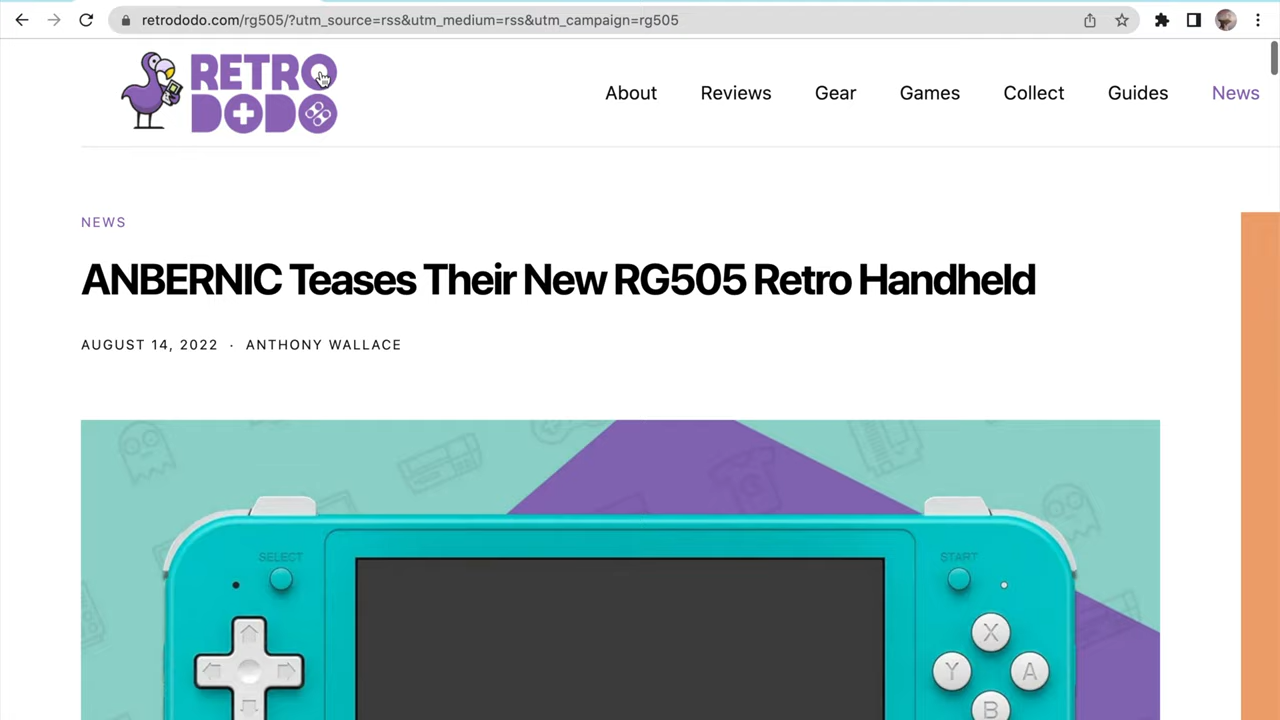 retrododo.com/rg505/?utm_source=rss&utm_medium=rss&utm_campaign=rg505
RETRO
DODO
About Reviews Gear Games Collect Guides News
NEWS
ANBERNIC Teases Their New RG505 Retro Handheld
AUGUST 14, 2022 · ANTHONY WALLACE
SELECT START
X
Y A
B